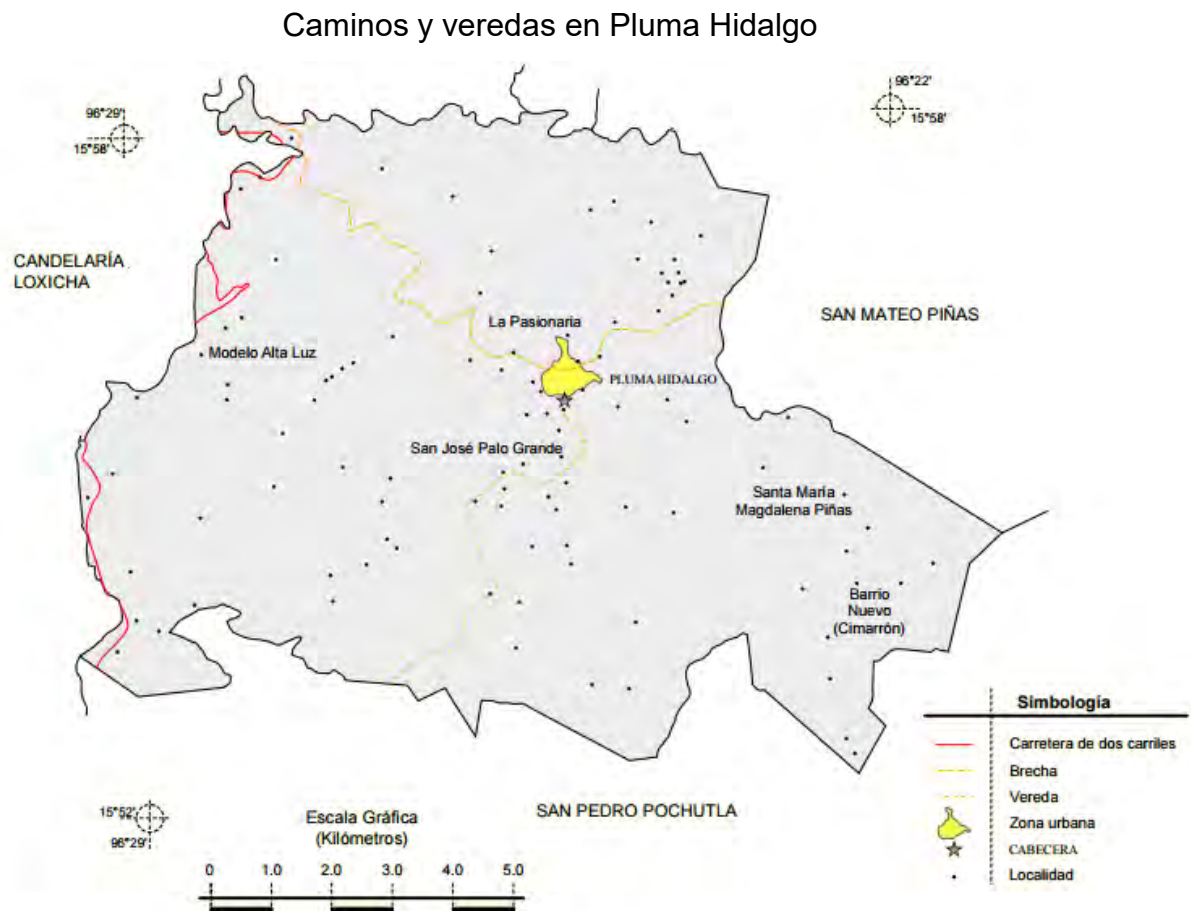 Caminos y veredas en Pluma Hidalgo
96°29'
15°58'
96°22'
15°58'
CANDELARÍA
LOXICHA
SAN MATEO PIÑAS
La Pasionaria
Modelo Alta Luz
PLUMA HIDALGO
San José Palo Grande
Santa María
Magdalena Piñas
Barrio
Nuevo
(Cimarrón)
Simbología
Carretera de dos carriles
Brecha
Vereda
Zona urbana
CABECERA
Localidad
15°52'
96°29'
Escala Gráfica
(Kilómetros)
SAN PEDRO POCHUTLA
0 1.0 2.0 3.0 4.0 5.0